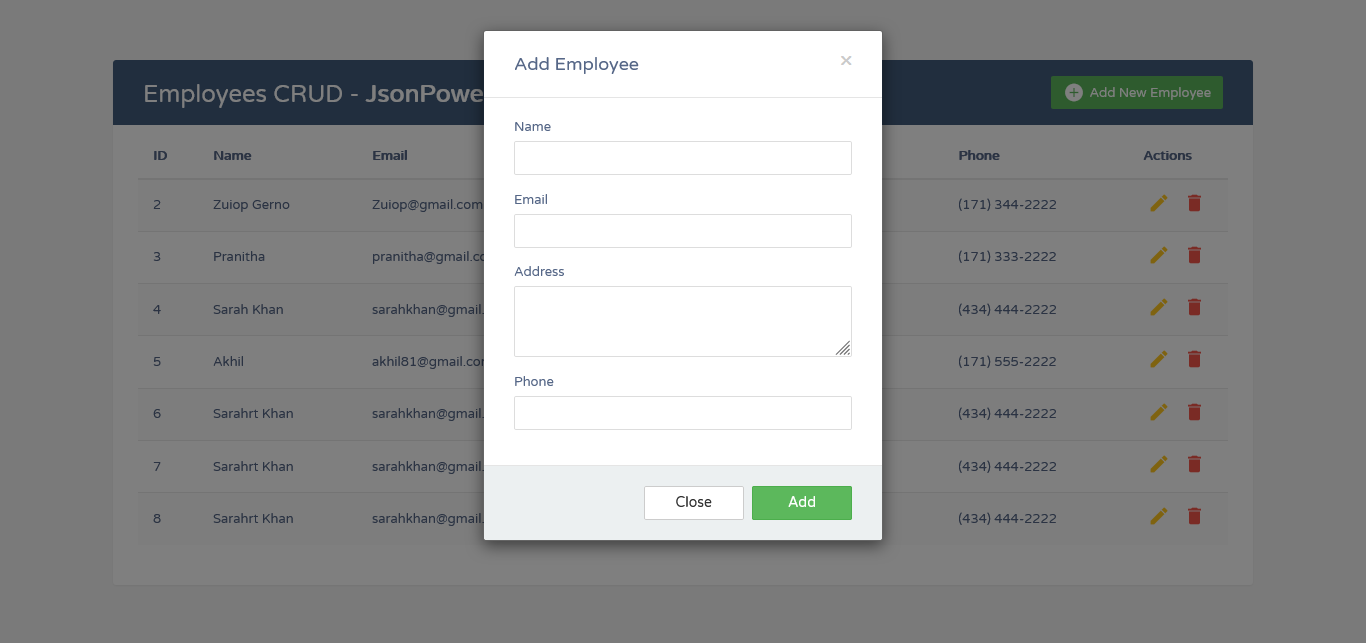 Add Employee ×
Employees CRUD - JsonPowe
Add New Employee
Name
Email
Address
Phone
Close Add
ID Name Email Phone Actions
2 Zuiop Gerno Zuiop@gmail.com (171) 344-2222
3 Pranitha pranitha@gmail.co (171) 333-2222
4 Sarah Khan sarahkhan@gmail. (434) 444-2222
5 Akhil akhil81@gmail.com (171) 555-2222
6 Sarahrt Khan sarahkhan@gmail. (434) 444-2222
7 Sarahrt Khan sarahkhan@gmail. (434) 444-2222
8 Sarahrt Khan sarahkhan@gmail. (434) 444-2222